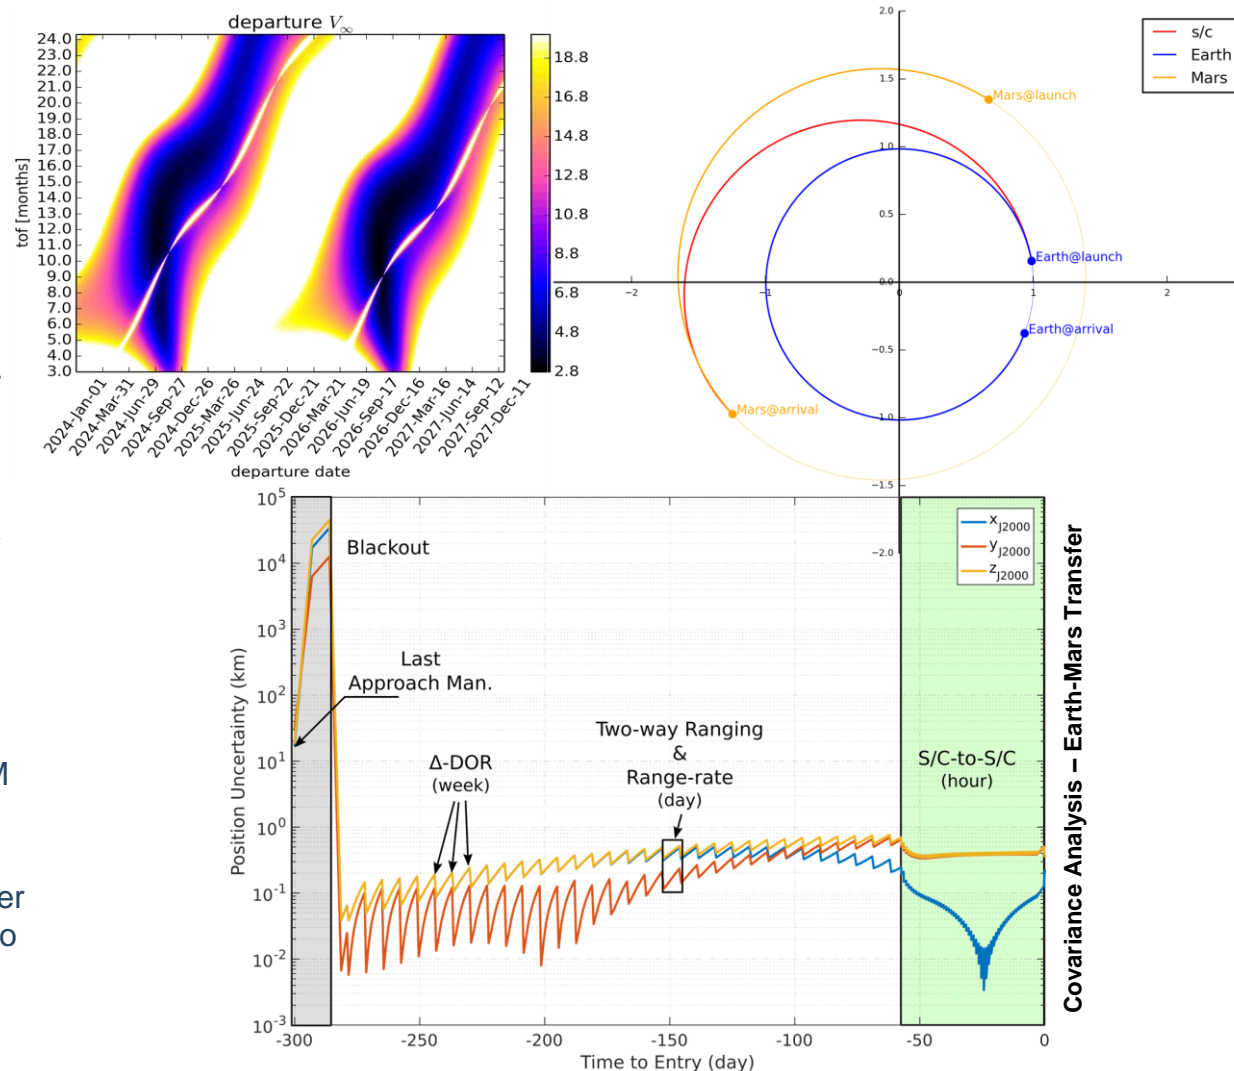 departure V∞
24.0
23.0
22.0
21.0
20.0
19.0
18.0
17.0
16.0
15.0
14.0
13.0
12.0
11.0
10.0
9.0
8.0
7.0
6.0
5.0
4.0
3.0
tof [months]
18.8
16.8
14.8
12.8
10.8
8.8
6.8
4.8
2.8
2024-Jan-01
2024-Mar-31
2024-Jun-29
2024-Sep-27
2024-Dec-26
2025-Mar-26
2025-Jun-24
2025-Sep-22
2025-Dec-21
2026-Mar-21
2026-Jun-19
2026-Sep-17
2026-Dec-16
2027-Mar-16
2027-Jun-14
2027-Sep-12
2027-Dec-11
departure date
2.0
1.5
1.0
0.5
0.0
−0.5
−1.0
−1.5
−2.0
−2
−1
0
1
2
s/c
Earth
Mars
Mars@launch
Earth@launch
Earth@arrival
Mars@arrival
M
er
o
10^5
10^4
10^3
10^2
10^1
10^0
10^-1
10^-2
10^-3
Position Uncertainty (km)
Blackout
Last
Approach Man.
Δ-DOR
(week)
Two-way Ranging
&
Range-rate
(day)
S/C-to-S/C
(hour)
x J2000
y J2000
z J2000
-300
-250
-200
-150
-100
-50
0
Time to Entry (day)
Covariance Analysis – Earth-Mars Transfer